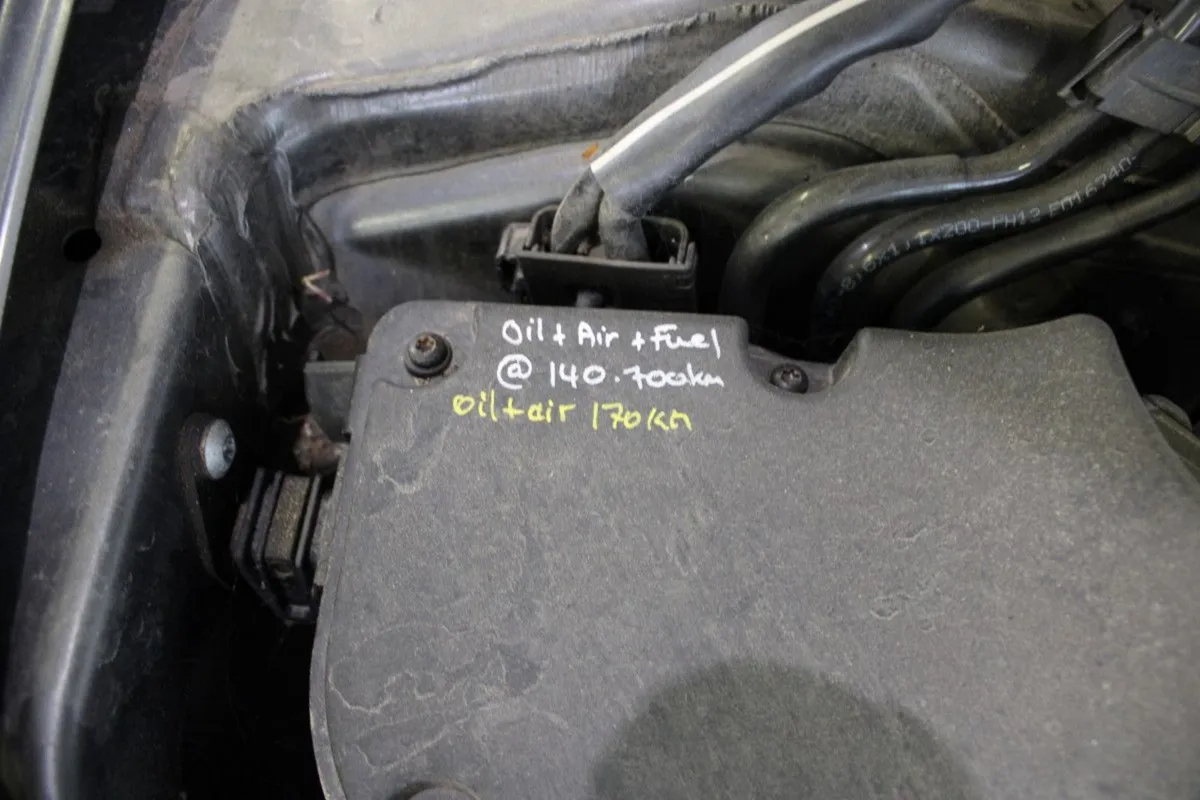 Oil + Air + Fuel
@ 140.700km
oil+air 170km